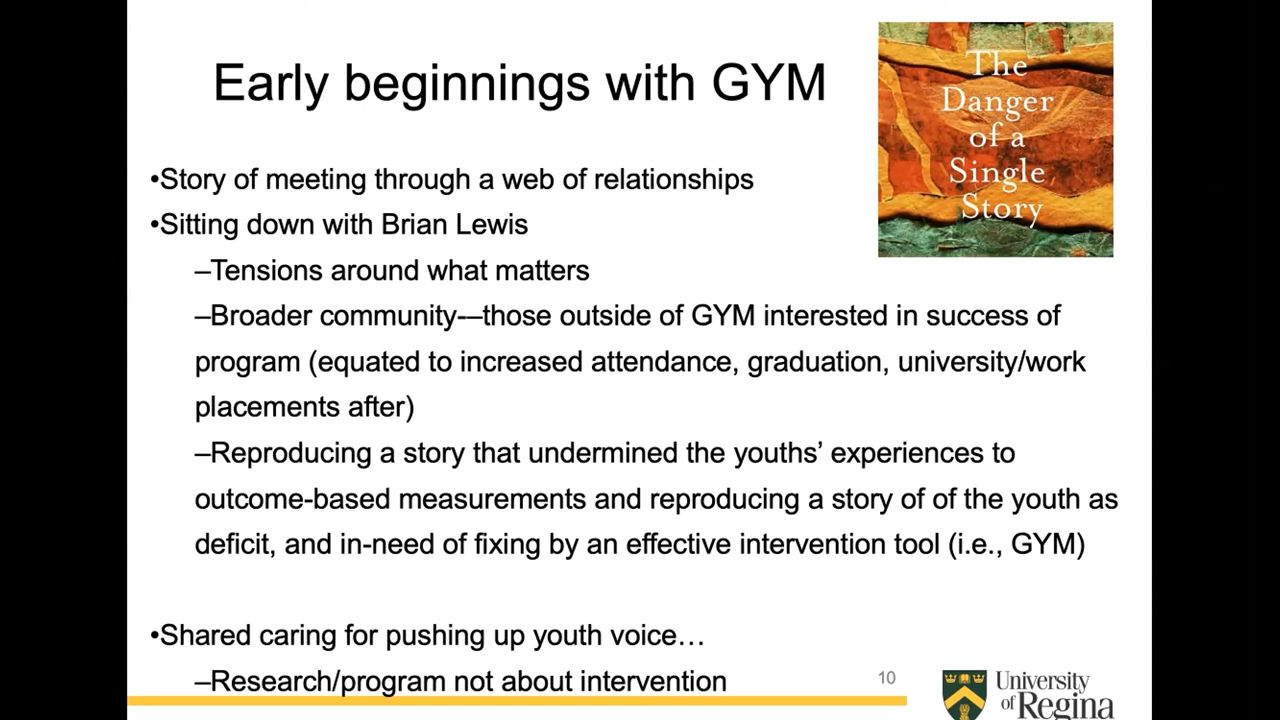 Early beginnings with GYM
The
Danger
of a
Single
Story
•Story of meeting through a web of relationships
•Sitting down with Brian Lewis
–Tensions around what matters
–Broader community-–those outside of GYM interested in success of
program (equated to increased attendance, graduation, university/work
placements after)
–Reproducing a story that undermined the youths’ experiences to
outcome-based measurements and reproducing a story of of the youth as
deficit, and in-need of fixing by an effective intervention tool (i.e., GYM)
•Shared caring for pushing up youth voice…
–Research/program not about intervention
10
University
of Regina